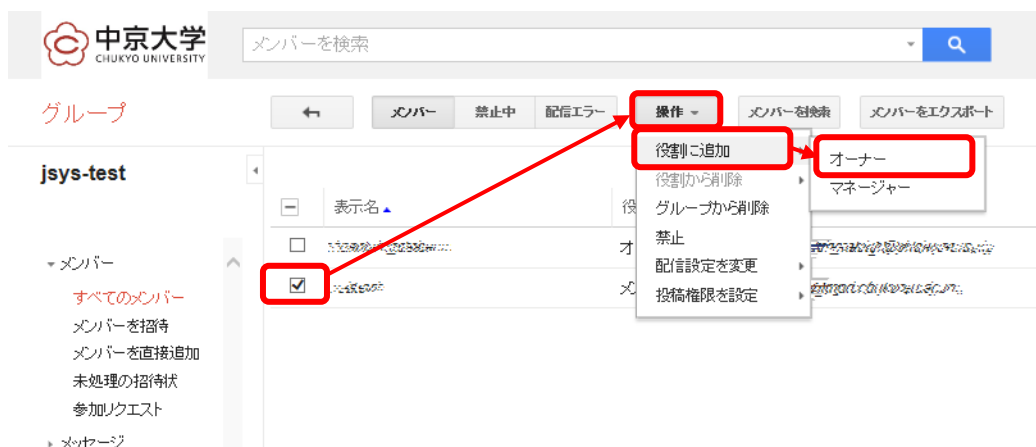 中京大学
CHUKYO UNIVERSITY
メンバーを検索
グループ
メンバー 禁止中 配信エラー 操作 メンバーを検索 メンバーをエクスポート
役割に追加 オーナー
jsys-test
役割から削除 マネージャー
表示名 役 グループから削除
オ 禁止
メンバー
配信設定を変更
メ 投稿権限を設定
すべてのメンバー
メンバーを招待
メンバーを直接追加
未処理の招待状
参加リクエスト
メッセージ